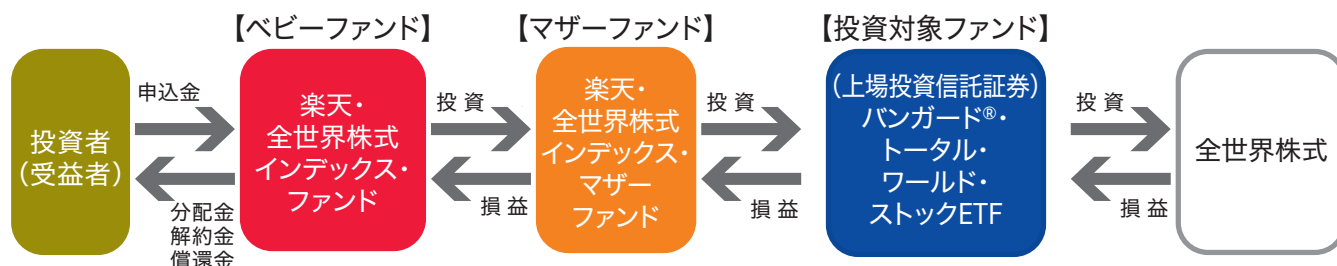 【ベビーファンド】
【マザーファンド】
【投資対象ファンド】
投資者
(受益者)
申込金
分配金
解約金
償還金
楽天・
全世界株式
インデックス・
ファンド
投 資
損 益
楽天・
全世界株式
インデックス・
マザー
ファンド
投 資
損 益
(上場投資信託証券)
バンガード®・
トータル・
ワールド・
ストックETF
投 資
損 益
全世界株式